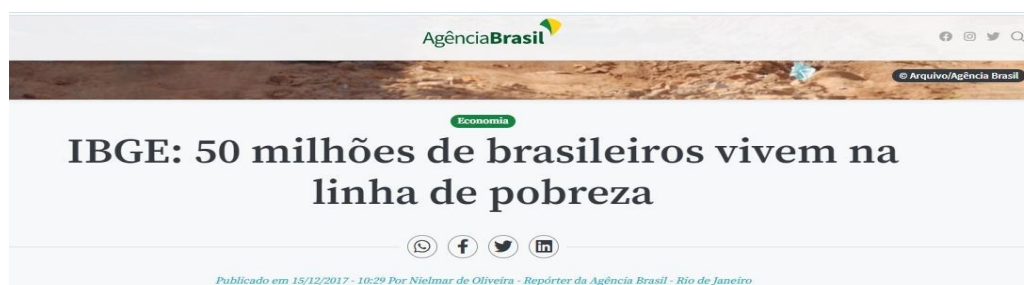 AgênciaBrasil
© Arquivo/Agência Brasil
Economia
IBGE: 50 milhões de brasileiros vivem na
linha de pobreza
Publicado em 15/12/2017 - 10:29 Por Nielmar de Oliveira - Repórter da Agência Brasil - Rio de Janeiro